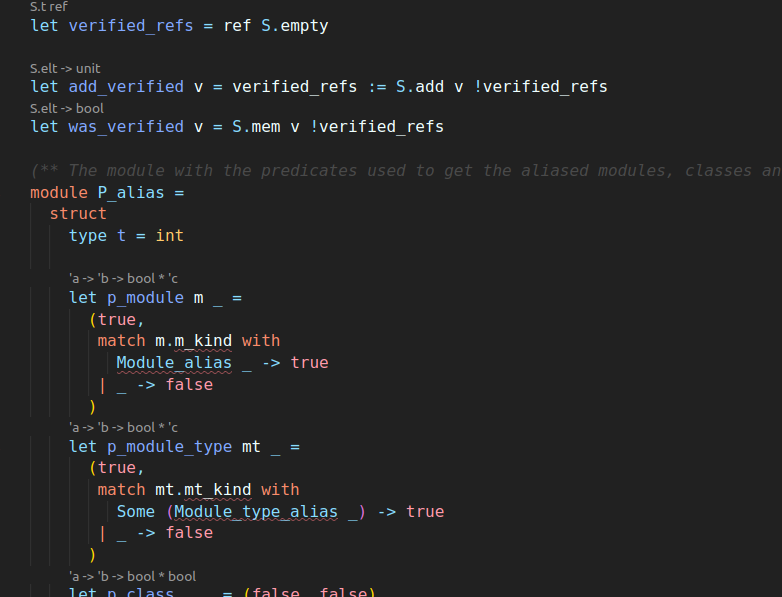 S.t ref
let verified_refs = ref S.empty
S.elt -> unit
let add_verified v = verified_refs := S.add v !verified_refs
S.elt -> bool
let was_verified v = S.mem v !verified_refs
(** The module with the predicates used to get the aliased modules, classes an
module P_alias =
struct
type t = int
'a -> 'b -> bool * 'c
let p_module m _ =
(true,
match m.m_kind with
Module_alias _ -> true
| _ -> false
)
'a -> 'b -> bool * 'c
let p_module_type mt _ =
(true,
match mt.mt_kind with
Some (Module_type_alias _) -> true
| _ -> false
)
'a -> 'b -> bool * bool
let p_class _ _ = (false, false)